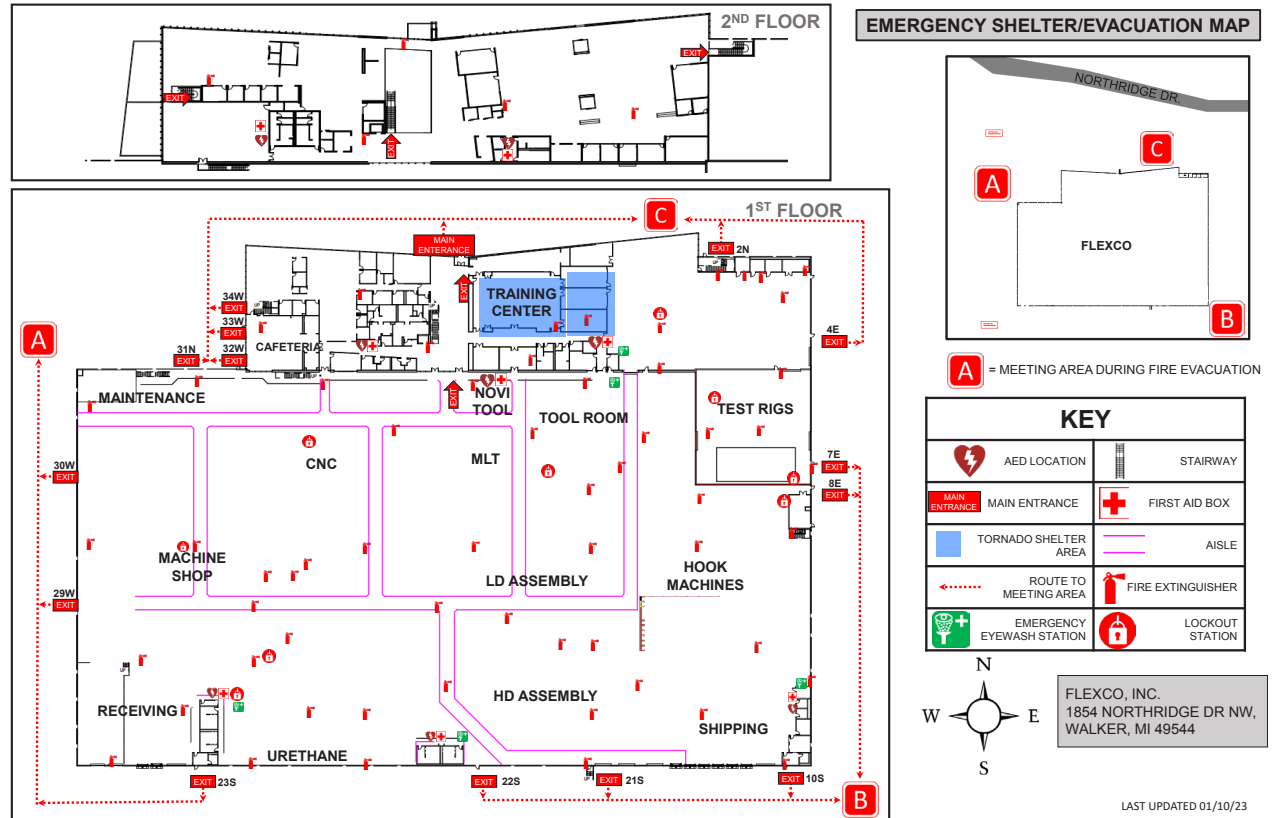 2ND FLOOR
EXIT
EXIT
EXIT
EMERGENCY SHELTER/EVACUATION MAP
NORTHRIDGE DR.
C
A
FLEXCO
B
A = MEETING AREA DURING FIRE EVACUATION
C
1ST FLOOR
MAIN
ENTERANCE
EXIT 2N
EXIT
TRAINING
CENTER
34W
EXIT
33W
EXIT
31N
EXIT
32W
EXIT
CAFETERIA
4E
EXIT
A
UP
UP
UP
EXIT
MAINTENANCE
NOVI
TOOL
TOOL ROOM
TEST RIGS
CNC
MLT
30W
EXIT
7E
EXIT
8E
EXIT
MACHINE
SHOP
LD ASSEMBLY
HOOK
MACHINES
29W
EXIT
UP
RECEIVING
HD ASSEMBLY
SHIPPING
URETHANE
UP
EXIT 23S
EXIT 22S
EXIT 21S
EXIT 10S
B
KEY
AED LOCATION
STAIRWAY
MAIN
ENTRANCE
MAIN ENTRANCE
FIRST AID BOX
TORNADO SHELTER
AREA
AISLE
ROUTE TO
MEETING AREA
FIRE EXTINGUISHER
EMERGENCY
EYEWASH STATION
LOCKOUT
STATION
N
W E
S
FLEXCO, INC.
1854 NORTHRIDGE DR NW,
WALKER, MI 49544
LAST UPDATED 01/10/23